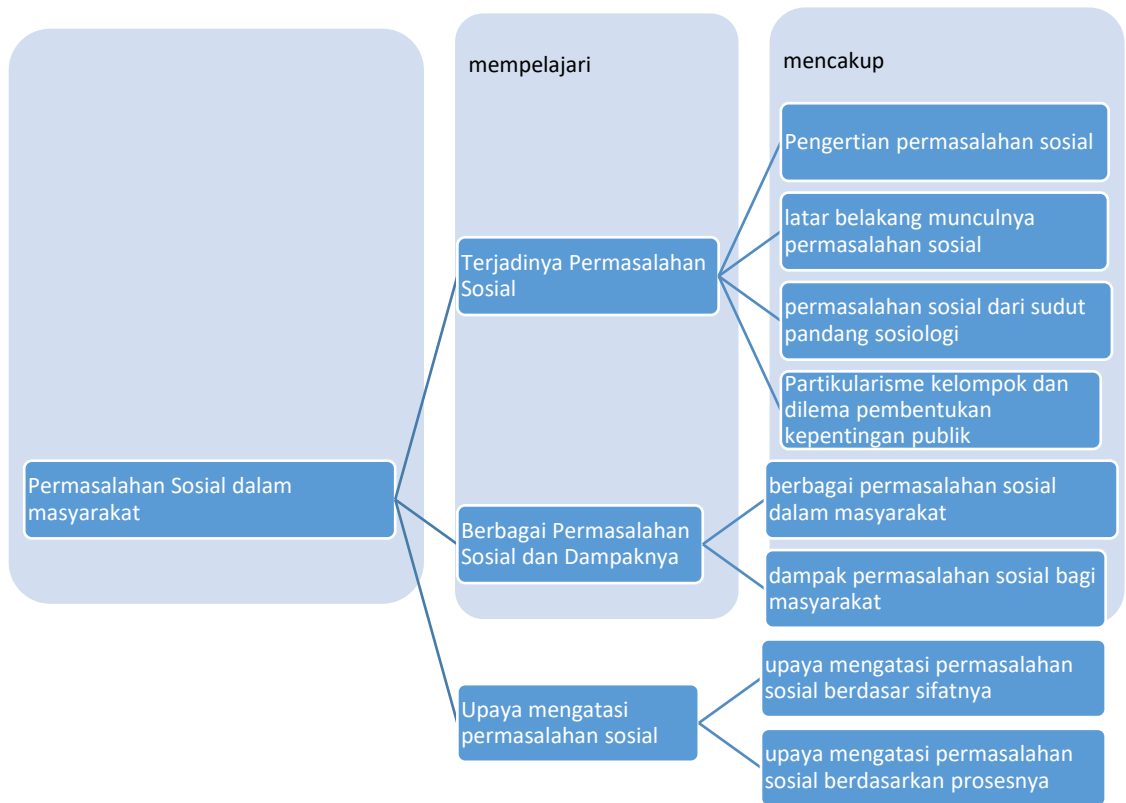 mempelajari
mencakup
Permasalahan Sosial dalam
masyarakat
Terjadinya Permasalahan
Sosial
Pengertian permasalahan sosial
latar belakang munculnya
permasalahan sosial
permasalahan sosial dari sudut
pandang sosiologi
Partikularisme kelompok dan
dilema pembentukan
kepentingan publik
Berbagai Permasalahan
Sosial dan Dampaknya
berbagai permasalahan sosial
dalam masyarakat
dampak permasalahan sosial bagi
masyarakat
Upaya mengatasi
permasalahan sosial
upaya mengatasi permasalahan
sosial berdasar sifatnya
upaya mengatasi permasalahan
sosial berdasarkan prosesnya